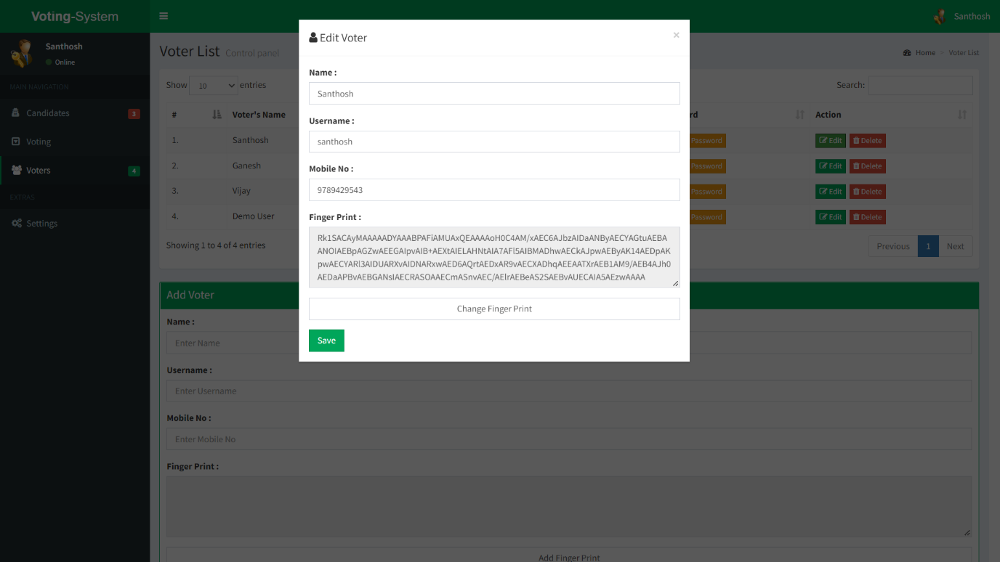 Voting-System
Santhosh
Santhosh
Online
MAIN NAVIGATION
Candidates 3
Voting
Voters 4
EXTRAS
Settings
Voter List Control panel
Home > Voter List
Show 10 entries
Search:
# Voter's Name rd Action
1. Santhosh Password Edit Delete
2. Ganesh Password Edit Delete
3. Vijay Password Edit Delete
4. Demo User Password Edit Delete
Showing 1 to 4 of 4 entries
Previous 1 Next
Edit Voter ×
Name :
Santhosh
Username :
santhosh
Mobile No :
9789429543
Finger Print :
Rk1SACAyMAAAAADYAAABPAFiAMUAxQEAAAAoH0C4AM/xAEC6AJbzAIDaANByAECYAGtuAEBA
ANOIAEBpAGZwAEEGAIpvAIB+AEXtAIELAHNtAIA7AFl5AIBMADhwAECkAJpwAEByAK14AEDpAK
pwAECYARl3AIDUARXvAIDNARxwAED6AQrtAEDxAR9vAECXADhqAEEAATXrAEB1AM9/AEB4AJh0
AEDaAPBvAEBGANsIAECRASOAAECmASnvAEC/AElrAEBeAS2SAEBvAUECAIA5AEzwAAAA
Change Finger Print
Save
Add Voter
Name :
Enter Name
Username :
Enter Username
Mobile No :
Enter Mobile No
Finger Print :
Add Finger Print